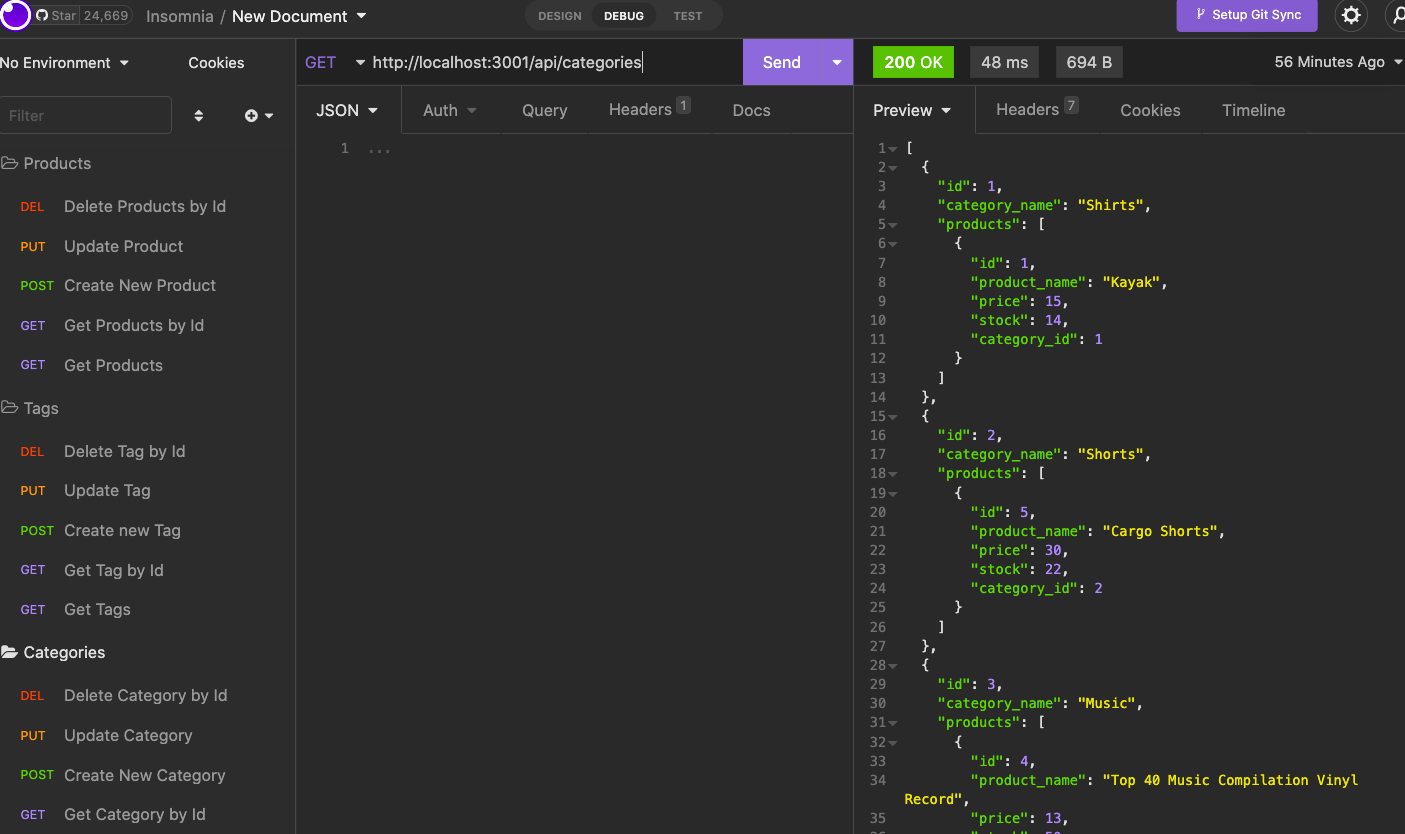 Star 24,669
Insomnia / New Document
DESIGN DEBUG TEST
Setup Git Sync
No Environment Cookies
Filter
Products
DEL Delete Products by Id
PUT Update Product
POST Create New Product
GET Get Products by Id
GET Get Products
Tags
DEL Delete Tag by Id
PUT Update Tag
POST Create new Tag
GET Get Tag by Id
GET Get Tags
Categories
DEL Delete Category by Id
PUT Update Category
POST Create New Category
GET Get Category by Id
GET http://localhost:3001/api/categories Send
JSON Auth Query Headers 1 Docs
1 ...
200 OK 48 ms 694 B 56 Minutes Ago
Preview Headers 7 Cookies Timeline
1 [
2 {
3 "id": 1,
4 "category_name": "Shirts",
5 "products": [
6 {
7 "id": 1,
8 "product_name": "Kayak",
9 "price": 15,
10 "stock": 14,
11 "category_id": 1
12 }
13 ]
14 },
15 {
16 "id": 2,
17 "category_name": "Shorts",
18 "products": [
19 {
20 "id": 5,
21 "product_name": "Cargo Shorts",
22 "price": 30,
23 "stock": 22,
24 "category_id": 2
25 }
26 ]
27 },
28 {
29 "id": 3,
30 "category_name": "Music",
31 "products": [
32 {
33 "id": 4,
34 "product_name": "Top 40 Music Compilation Vinyl
Record",
35 "price": 13,